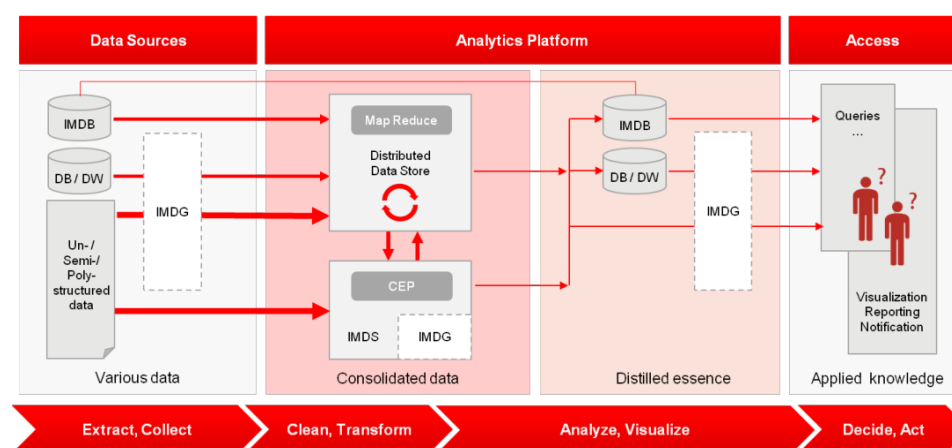 Data Sources
Analytics Platform
Access
IMDB
DB / DW
Un- /
Semi-/
Poly-
structured
data
IMDG
Various data
Map Reduce
Distributed
Data Store
CEP
IMDS
IMDG
Consolidated data
IMDB
DB / DW
IMDG
Distilled essence
Queries
...
?
?
Visualization
Reporting
Notification
Applied knowledge
Extract, Collect
Clean, Transform
Analyze, Visualize
Decide, Act